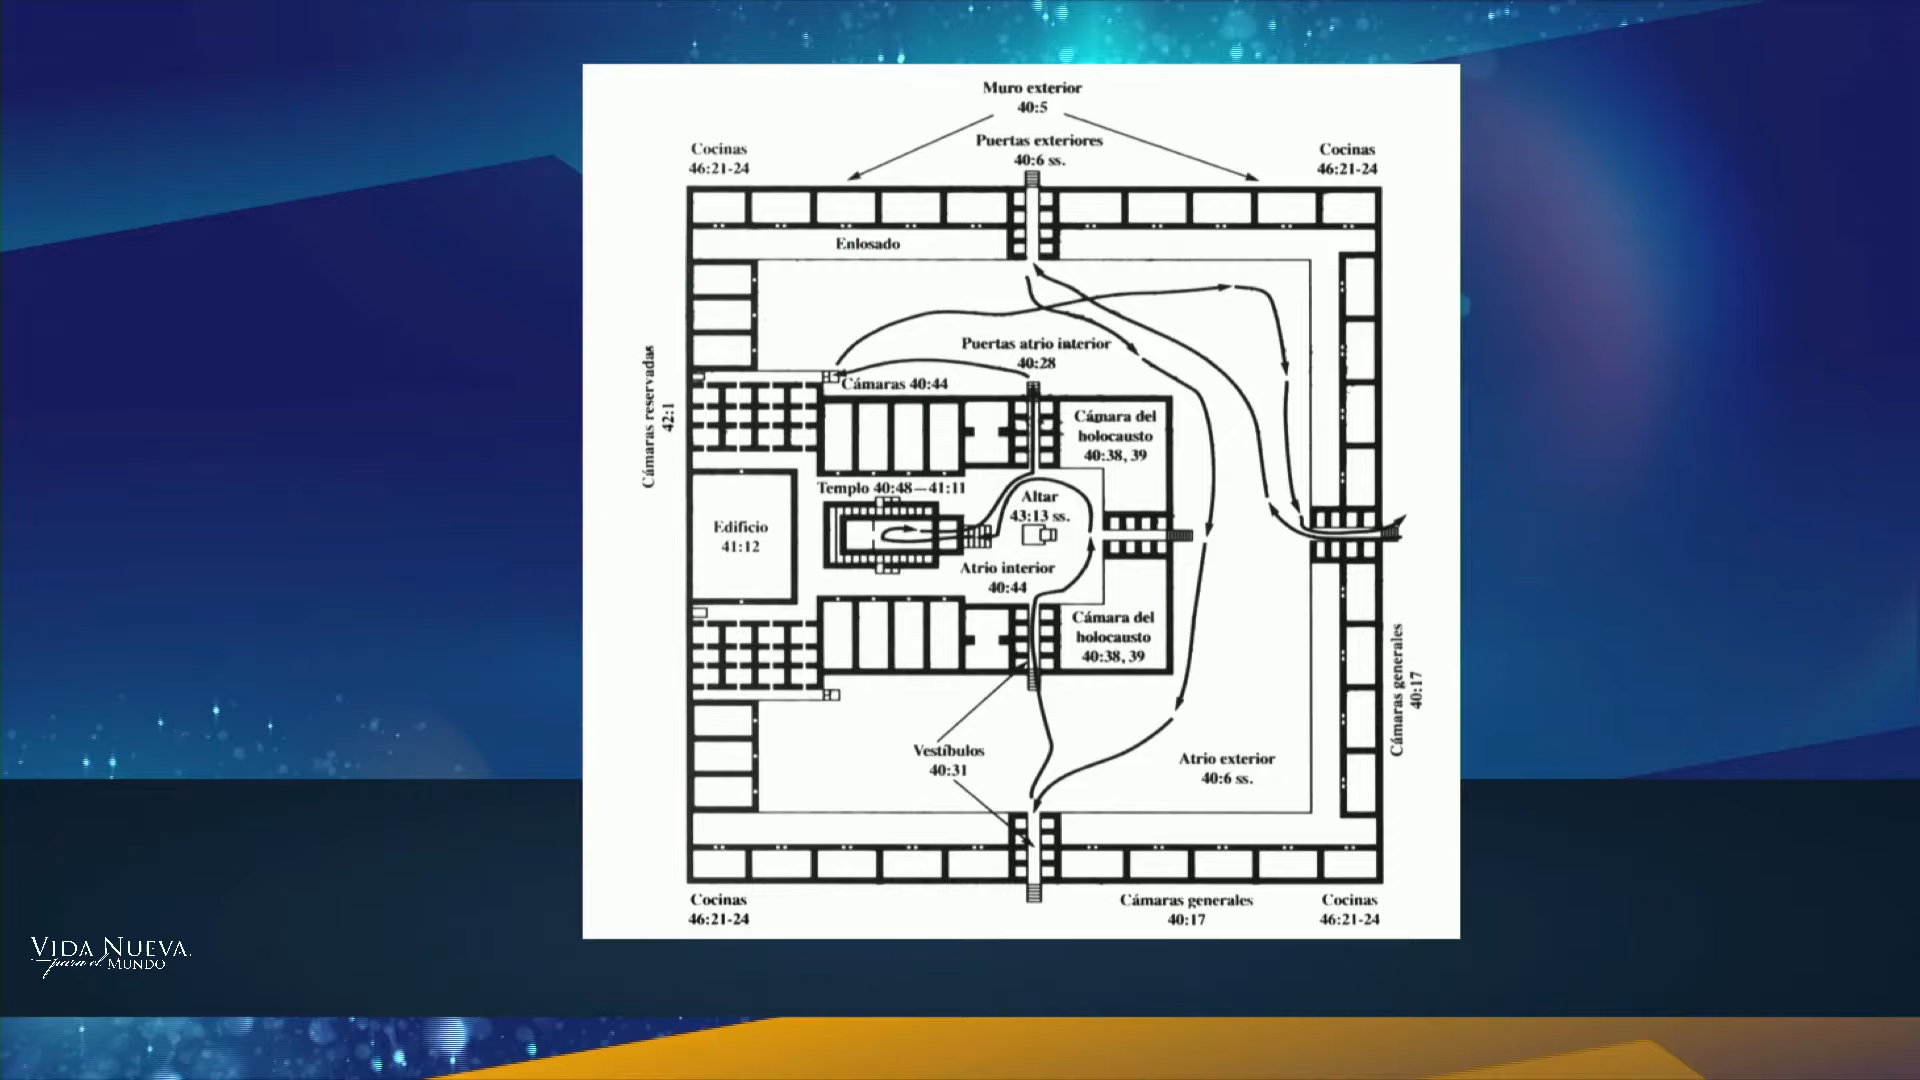 Muro exterior
40:5
Puertas exteriores
40:6 ss.
Cocinas
46:21-24
Cocinas
46:21-24
Enlosado
Puertas atrio interior
40:28
Cámaras 40:44
Cámaras reservadas
42:1
Cámara del
holocausto
40:38, 39
Templo 40:48—41:11
Altar
43:13 ss.
Edificio
41:12
Atrio interior
40:44
Cámara del
holocausto
40:38, 39
Cámaras generales
40:17
Vestíbulos
40:31
Atrio exterior
40:6 ss.
Cocinas
46:21-24
Cámaras generales
40:17
Cocinas
46:21-24
VIDA NUEVA
para el MUNDO